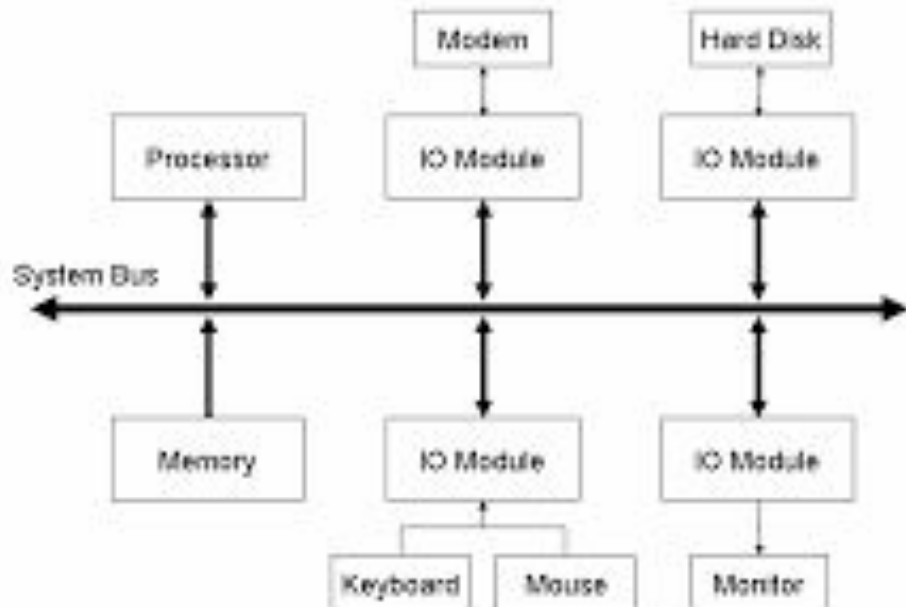 Modem
Hard Disk
Processor
IO Module
IO Module
System Bus
Memory
IO Module
IO Module
Keyboard
Mouse
Monitor